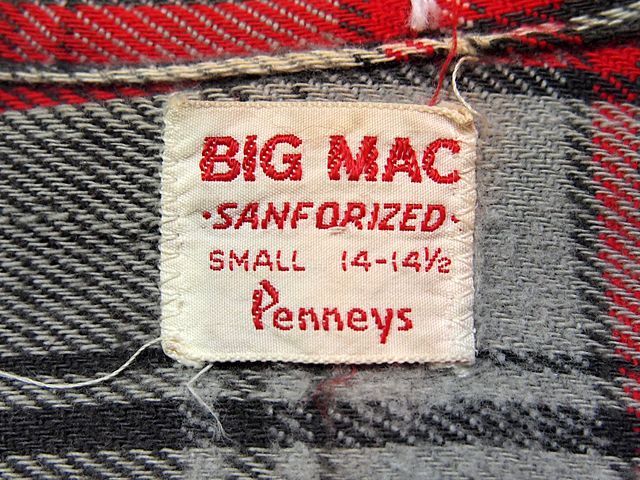 BIG MAC
·SANFORIZED·
SMALL 14-14½
Penneys